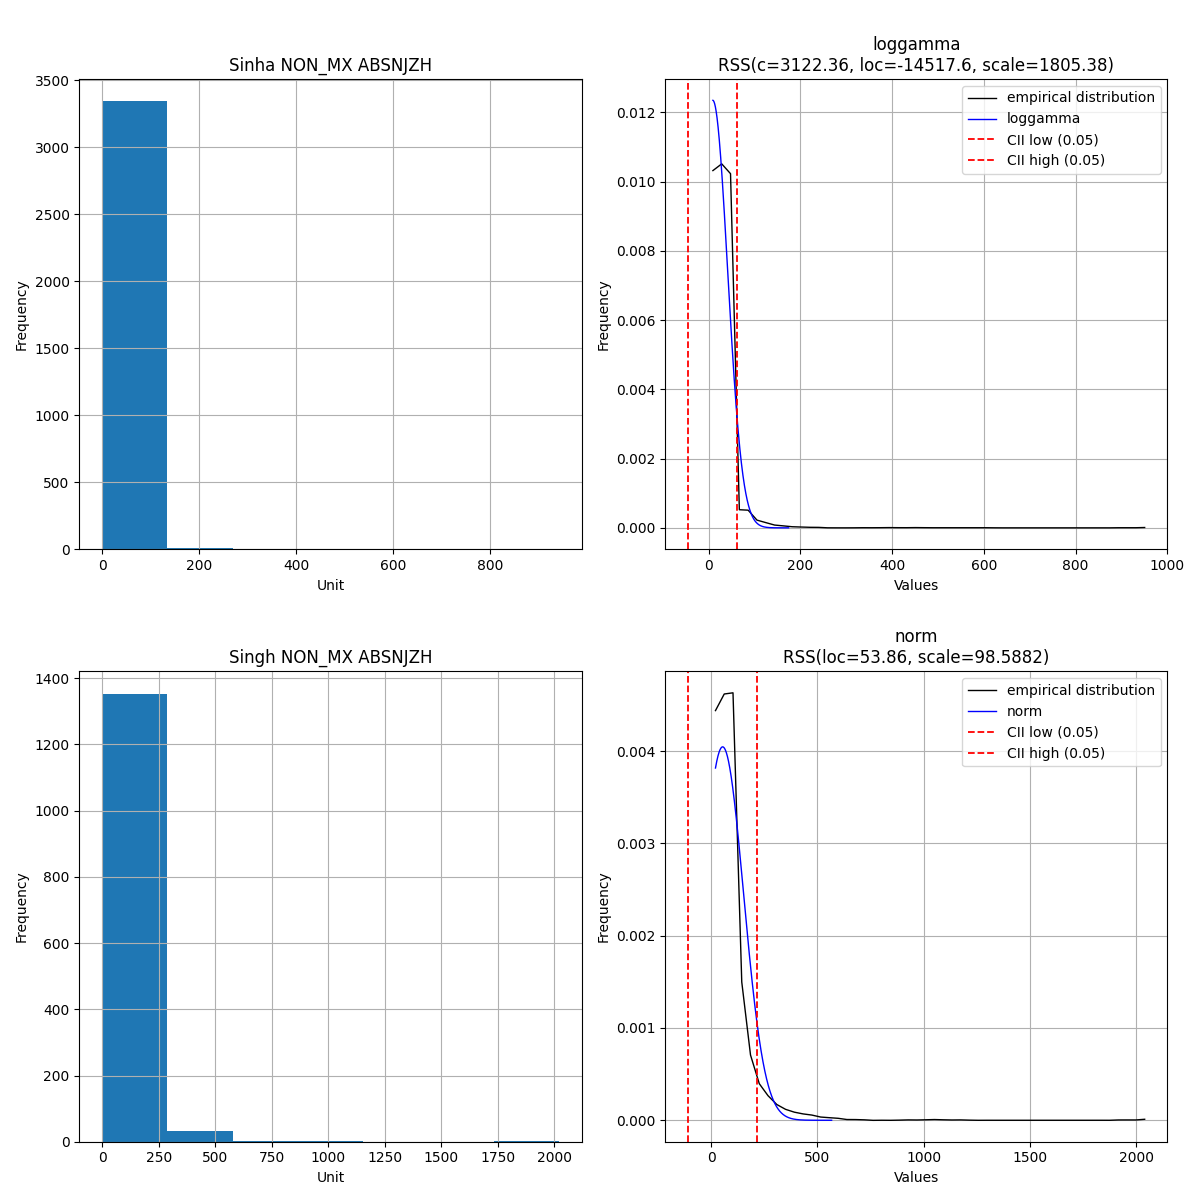 Sinha NON_MX ABSNJZH
3500
3000
2500
2000
1500
1000
500
0
Frequency
0 200 400 600 800
Unit
loggamma
RSS(c=3122.36, loc=-14517.6, scale=1805.38)
empirical distribution
loggamma
CII low (0.05)
CII high (0.05)
0.012
0.010
0.008
0.006
0.004
0.002
0.000
Frequency
0 200 400 600 800 1000
Values
Singh NON_MX ABSNJZH
1400
1200
1000
800
600
400
200
0
Frequency
0 250 500 750 1000 1250 1500 1750 2000
Unit
norm
RSS(loc=53.86, scale=98.5882)
empirical distribution
norm
CII low (0.05)
CII high (0.05)
0.004
0.003
0.002
0.001
0.000
Frequency
0 500 1000 1500 2000
Values